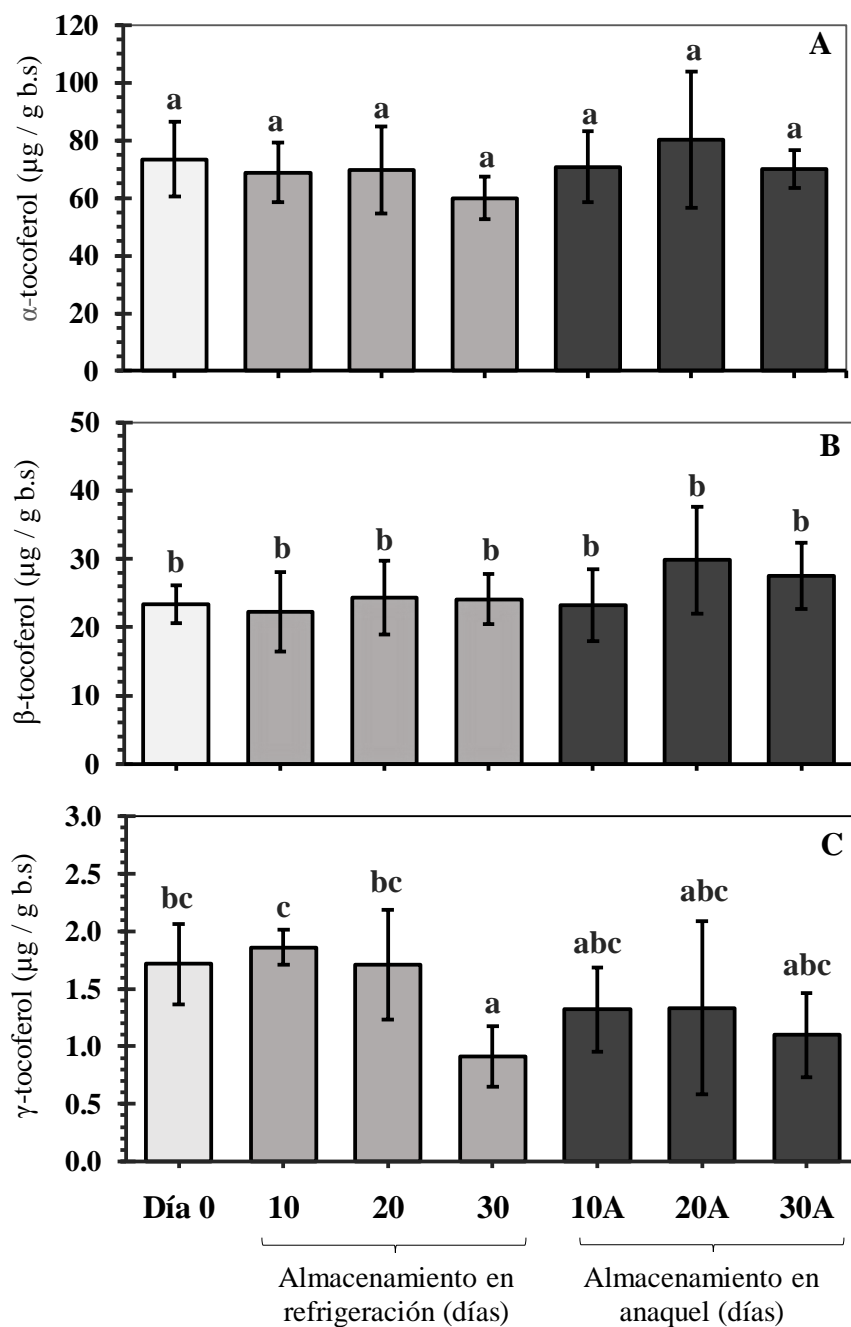 A
α-tocoferol (µg / g b.s)
120
100
80
60
40
20
0
a a a a a a a
B
β-tocoferol (µg / g b.s)
50
40
30
20
10
0
b b b b b b b
C
γ-tocoferol (µg / g b.s)
3.0
2.5
2.0
1.5
1.0
0.5
0.0
bc c bc a abc abc abc
Día 0 10 20 30 10A 20A 30A
Almacenamiento en
refrigeración (días)
Almacenamiento en
anaquel (días)